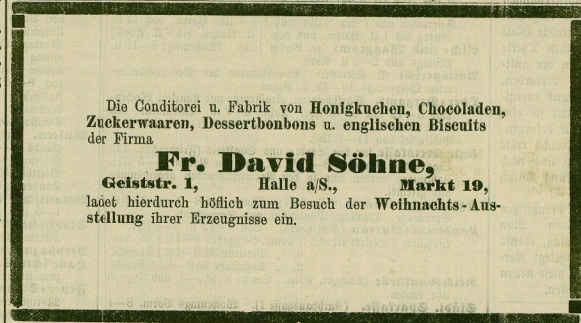 Die Conditorei u. Fabrik von Honigkuchen, Chocoladen,
Zuckerwaaren, Dessertbonbons u. englischen Biscuits
der Firma
Fr. David Söhne,
Geiststr. 1, Halle a/S., Markt 19,
ladet hierdurch höflich zum Besuch der Weihnachts-Aus-
stellung ihrer Erzeugnisse ein.